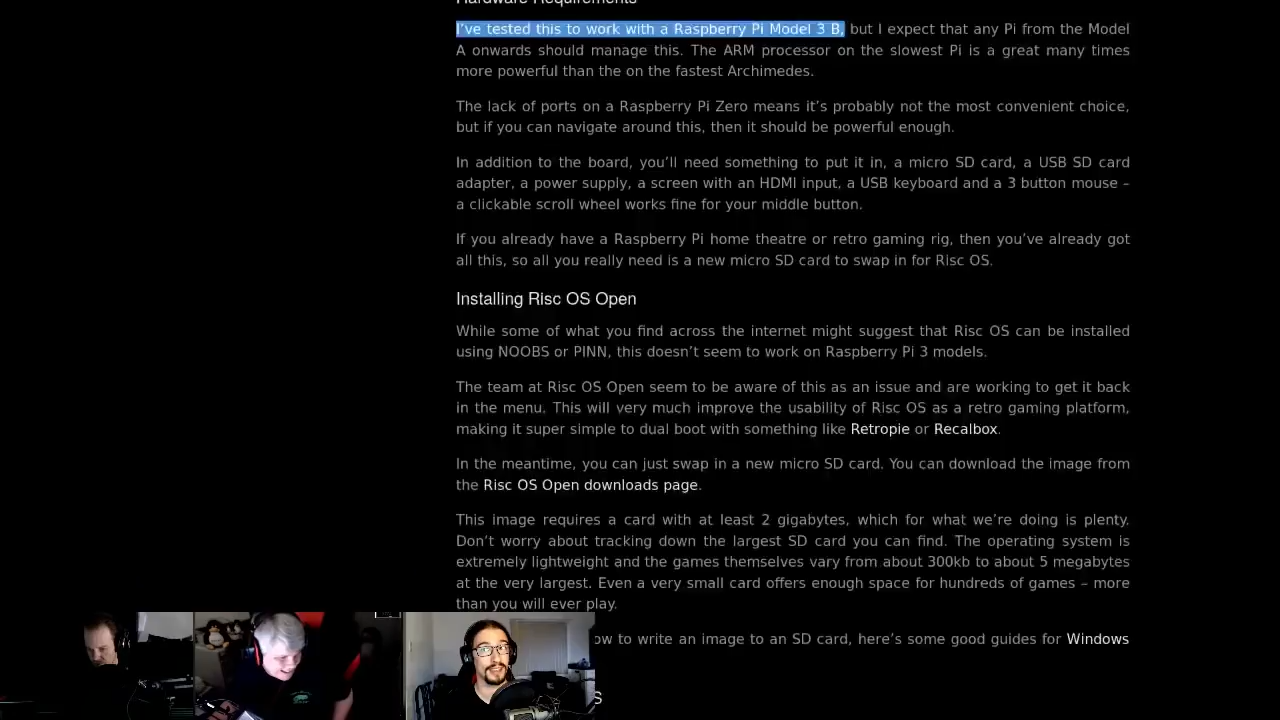 Hardware Requirements
I've tested this to work with a Raspberry Pi Model 3 B, but I expect that any Pi from the Model
A onwards should manage this. The ARM processor on the slowest Pi is a great many times
more powerful than the on the fastest Archimedes.
The lack of ports on a Raspberry Pi Zero means it's probably not the most convenient choice,
but if you can navigate around this, then it should be powerful enough.
In addition to the board, you'll need something to put it in, a micro SD card, a USB SD card
adapter, a power supply, a screen with an HDMI input, a USB keyboard and a 3 button mouse –
a clickable scroll wheel works fine for your middle button.
If you already have a Raspberry Pi home theatre or retro gaming rig, then you've already got
all this, so all you really need is a new micro SD card to swap in for Risc OS.
Installing Risc OS Open
While some of what you find across the internet might suggest that Risc OS can be installed
using NOOBS or PINN, this doesn't seem to work on Raspberry Pi 3 models.
The team at Risc OS Open seem to be aware of this as an issue and are working to get it back
in the menu. This will very much improve the usability of Risc OS as a retro gaming platform,
making it super simple to dual boot with something like Retropie or Recalbox.
In the meantime, you can just swap in a new micro SD card. You can download the image from
the Risc OS Open downloads page.
This image requires a card with at least 2 gigabytes, which for what we're doing is plenty.
Don't worry about tracking down the largest SD card you can find. The operating system is
extremely lightweight and the games themselves vary from about 300kb to about 5 megabytes
at the very largest. Even a very small card offers enough space for hundreds of games – more
than you will ever play.
ow to write an image to an SD card, here's some good guides for Windows
S